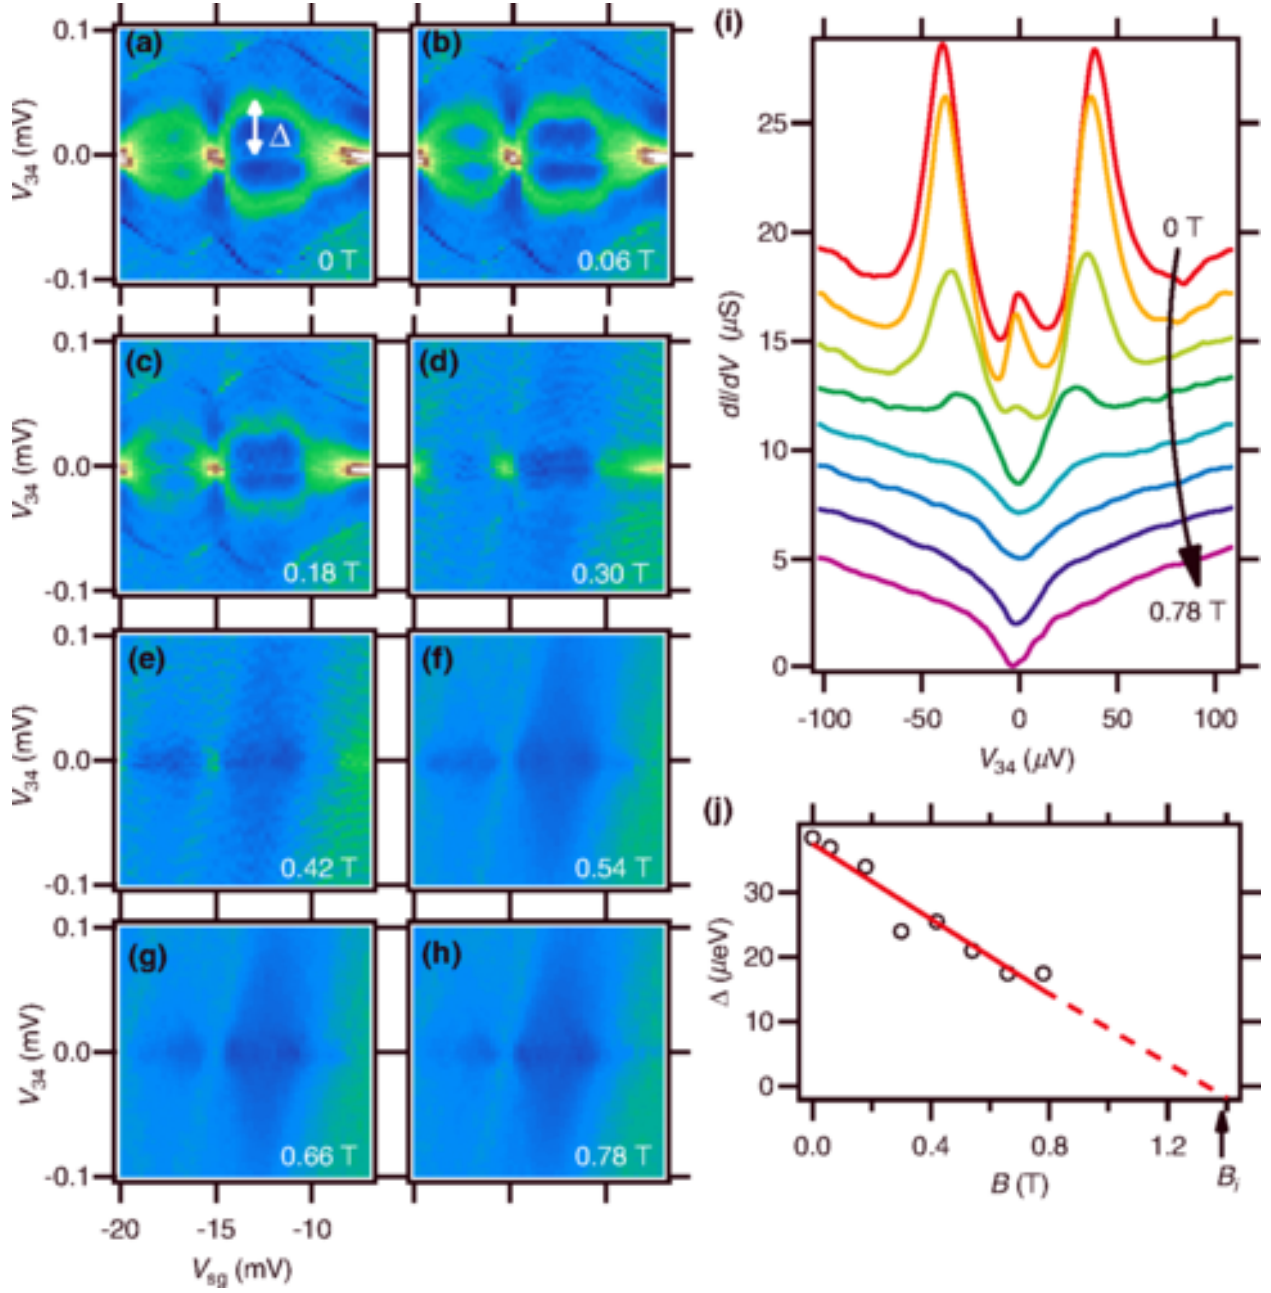 (a)
(b)
0.1
0.0
-0.1
V34 (mV)
Δ
0 T
0.06 T
(c)
(d)
0.1
0.0
-0.1
V34 (mV)
0.18 T
0.30 T
(e)
(f)
0.1
0.0
-0.1
V34 (mV)
0.42 T
0.54 T
(g)
(h)
0.1
0.0
-0.1
V34 (mV)
0.66 T
0.78 T
-20 -15 -10
Vsg (mV)
(i)
25
20
15
10
5
0
dI/dV (μS)
0 T
0.78 T
-100 -50 0 50 100
V34 (μV)
(j)
30
20
10
0
Δ (μeV)
0.0 0.4 0.8 1.2
Bi
B (T)